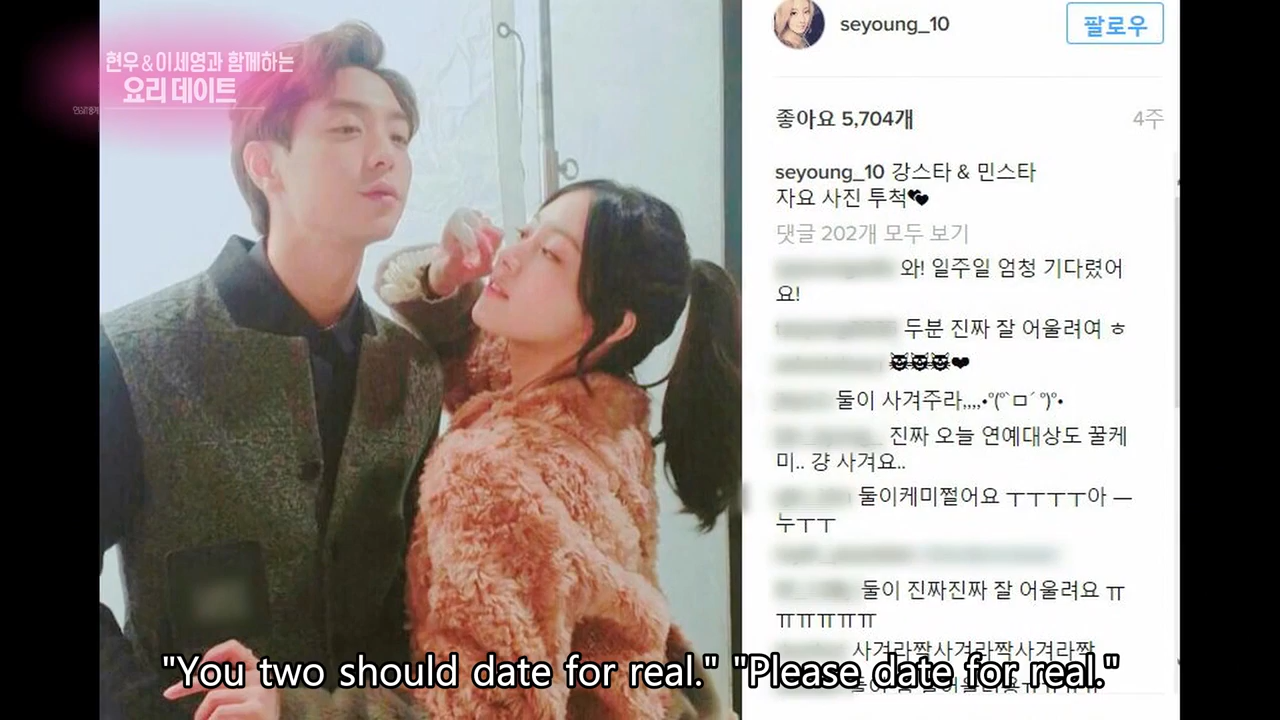 현우&이세영과 함께하는
요리 데이트
seyoung_10
팔로우
좋아요 5,704개
4주
seyoung_10 강스타 & 민스타
자요 사진 투척
댓글 202개 모두 보기
와! 일주일 엄청 기다렸어
요!
두분 진짜 잘 어울려여 ㅎ
둘이 사겨주라,,,,•°(°`ㅁ´°)°•
진짜 오늘 연예대상도 꿀케
미.. 걍 사겨요..
둘이케미쩔어요 ㅜㅜㅜㅜ아 —
누ㅜㅜ
둘이 진짜진짜 잘 어울려요 ㅠ
ㅠㅠㅠㅠㅠ
사겨라짝사겨라짝사겨라짝
"You two should date for real." "Please date for real."